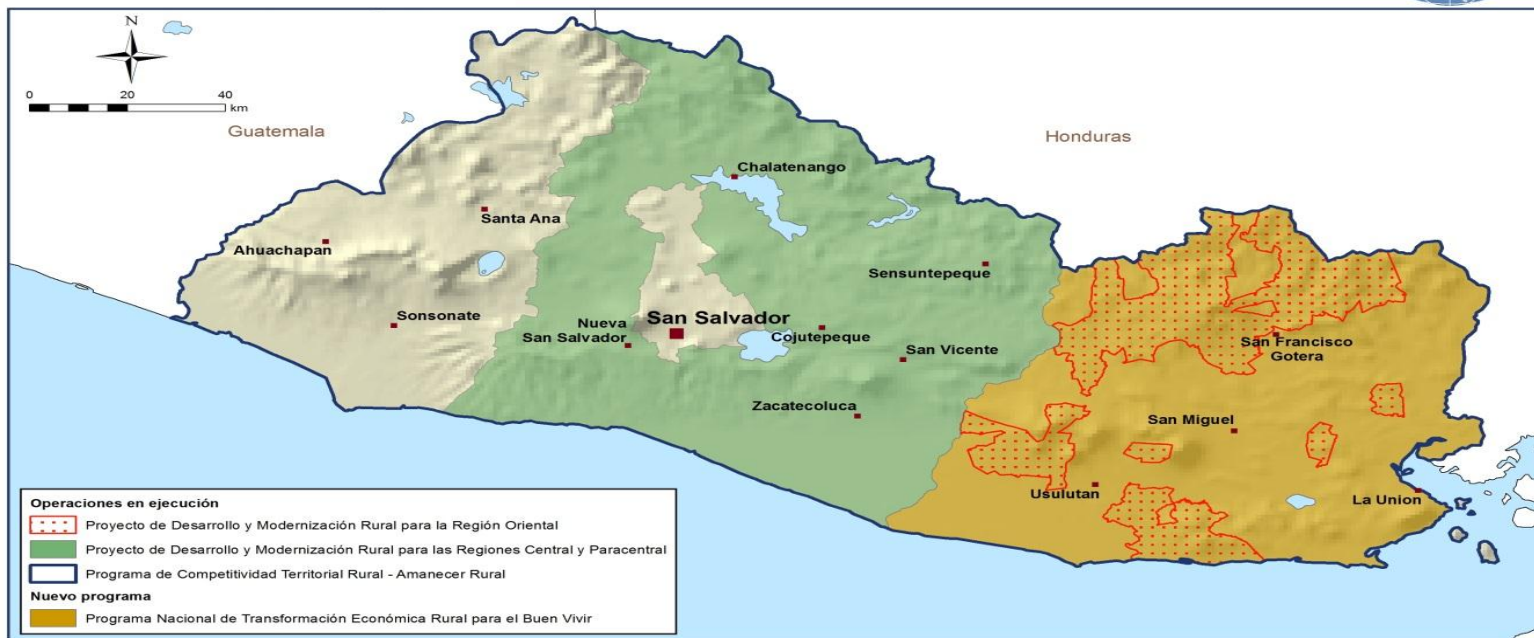 N
0 20 40
km
Guatemala
Honduras
Chalatenango
Santa Ana
Ahuachapan
Sensuntepeque
Sonsonate
Nueva
San Salvador
San Salvador
Cojutepeque
San Vicente
San Francisco
Gotera
Zacatecoluca
San Miguel
Usulutan
La Union
Operaciones en ejecución
Proyecto de Desarrollo y Modernización Rural para la Región Oriental
Proyecto de Desarrollo y Modernización Rural para las Regiones Central y Paracentral
Programa de Competitividad Territorial Rural - Amanecer Rural
Nuevo programa
Programa Nacional de Transformación Económica Rural para el Buen Vivir